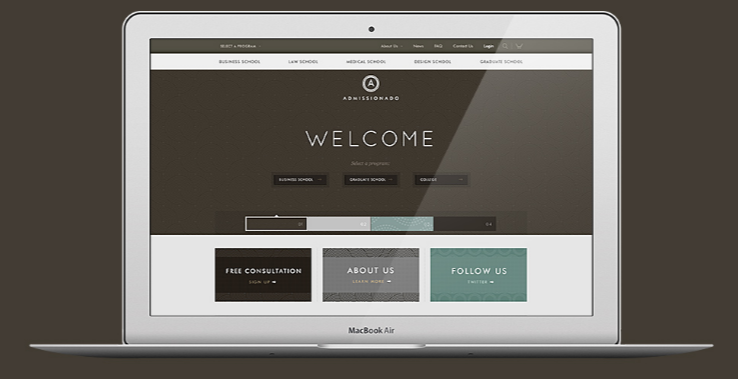 SELECT A PROGRAM
About Us News FAQ Contact Us Login
BUSINESS SCHOOL LAW SCHOOL MEDICAL SCHOOL DESIGN SCHOOL GRADUATE SCHOOL
A
ADMISSIONADO
WELCOME
Select a program:
BUSINESS SCHOOL GRADUATE SCHOOL COLLEGE
FREE CONSULTATION
SIGN UP
ABOUT US
LEARN MORE
FOLLOW US
TWITTER
MacBook Air